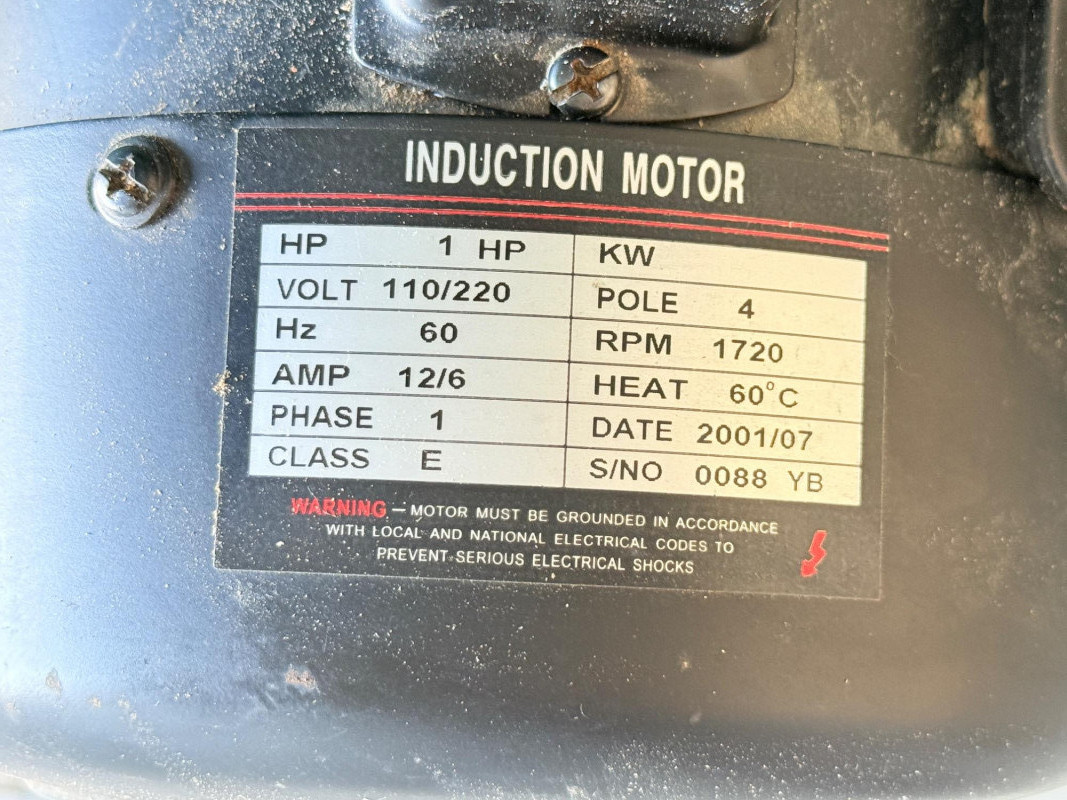 INDUCTION MOTOR
HP 1 HP KW
VOLT 110/220 POLE 4
Hz 60 RPM 1720
AMP 12/6 HEAT 60°C
PHASE 1 DATE 2001/07
CLASS E S/NO 0088 YB
WARNING – MOTOR MUST BE GROUNDED IN ACCORDANCE
WITH LOCAL AND NATIONAL ELECTRICAL CODES TO
PREVENT SERIOUS ELECTRICAL SHOCKS